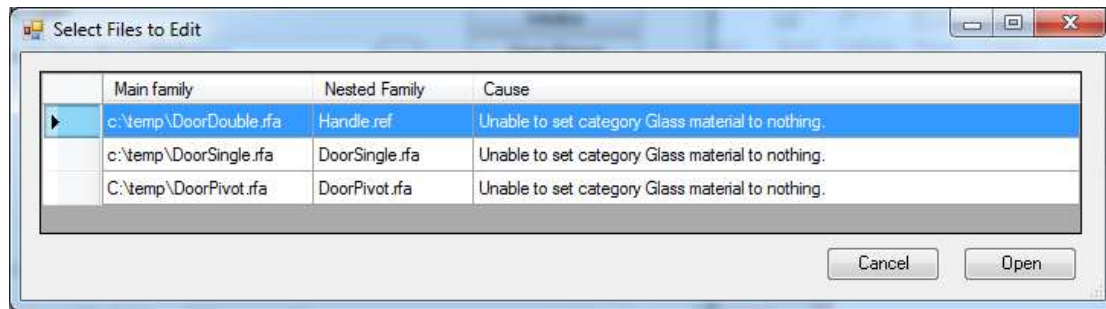 Select Files to Edit
Main family Nested Family Cause
c:\temp\DoorDouble.rfa Handle.ref Unable to set category Glass material to nothing.
c:\temp\DoorSingle.rfa DoorSingle.rfa Unable to set category Glass material to nothing.
C:\temp\DoorPivot.rfa DoorPivot.rfa Unable to set category Glass material to nothing.
Cancel Open